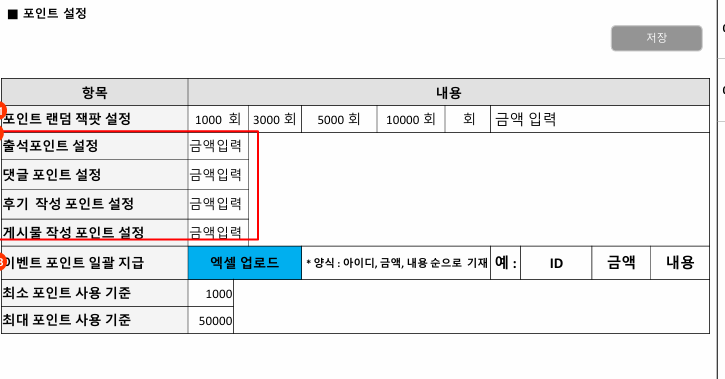 ■ 포인트 설정
저장
항목 내용
포인트 랜덤 잭팟 설정 1000 회 3000 회 5000 회 10000 회 회 금액 입력
출석포인트 설정 금액입력
댓글 포인트 설정 금액입력
후기 작성 포인트 설정 금액입력
게시물 작성 포인트 설정 금액입력
이벤트 포인트 일괄 지급 엑셀 업로드 * 양식 : 아이디, 금액, 내용 순으로 기재 예 : ID 금액 내용
최소 포인트 사용 기준 1000
최대 포인트 사용 기준 50000